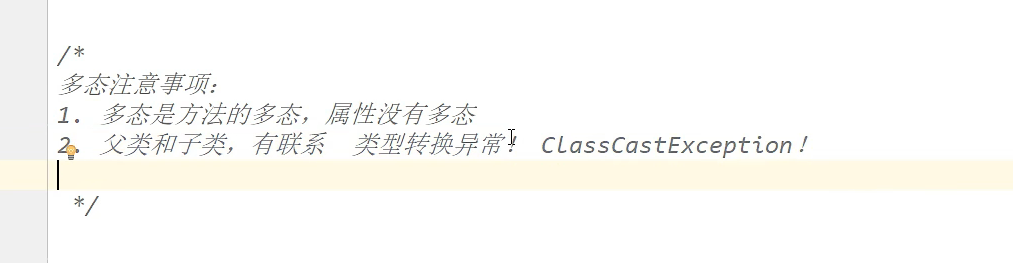 /*
多态注意事项：
1. 多态是方法的多态，属性没有多态
2. 父类和子类，有联系  类型转换异常！ ClassCastException！
*/